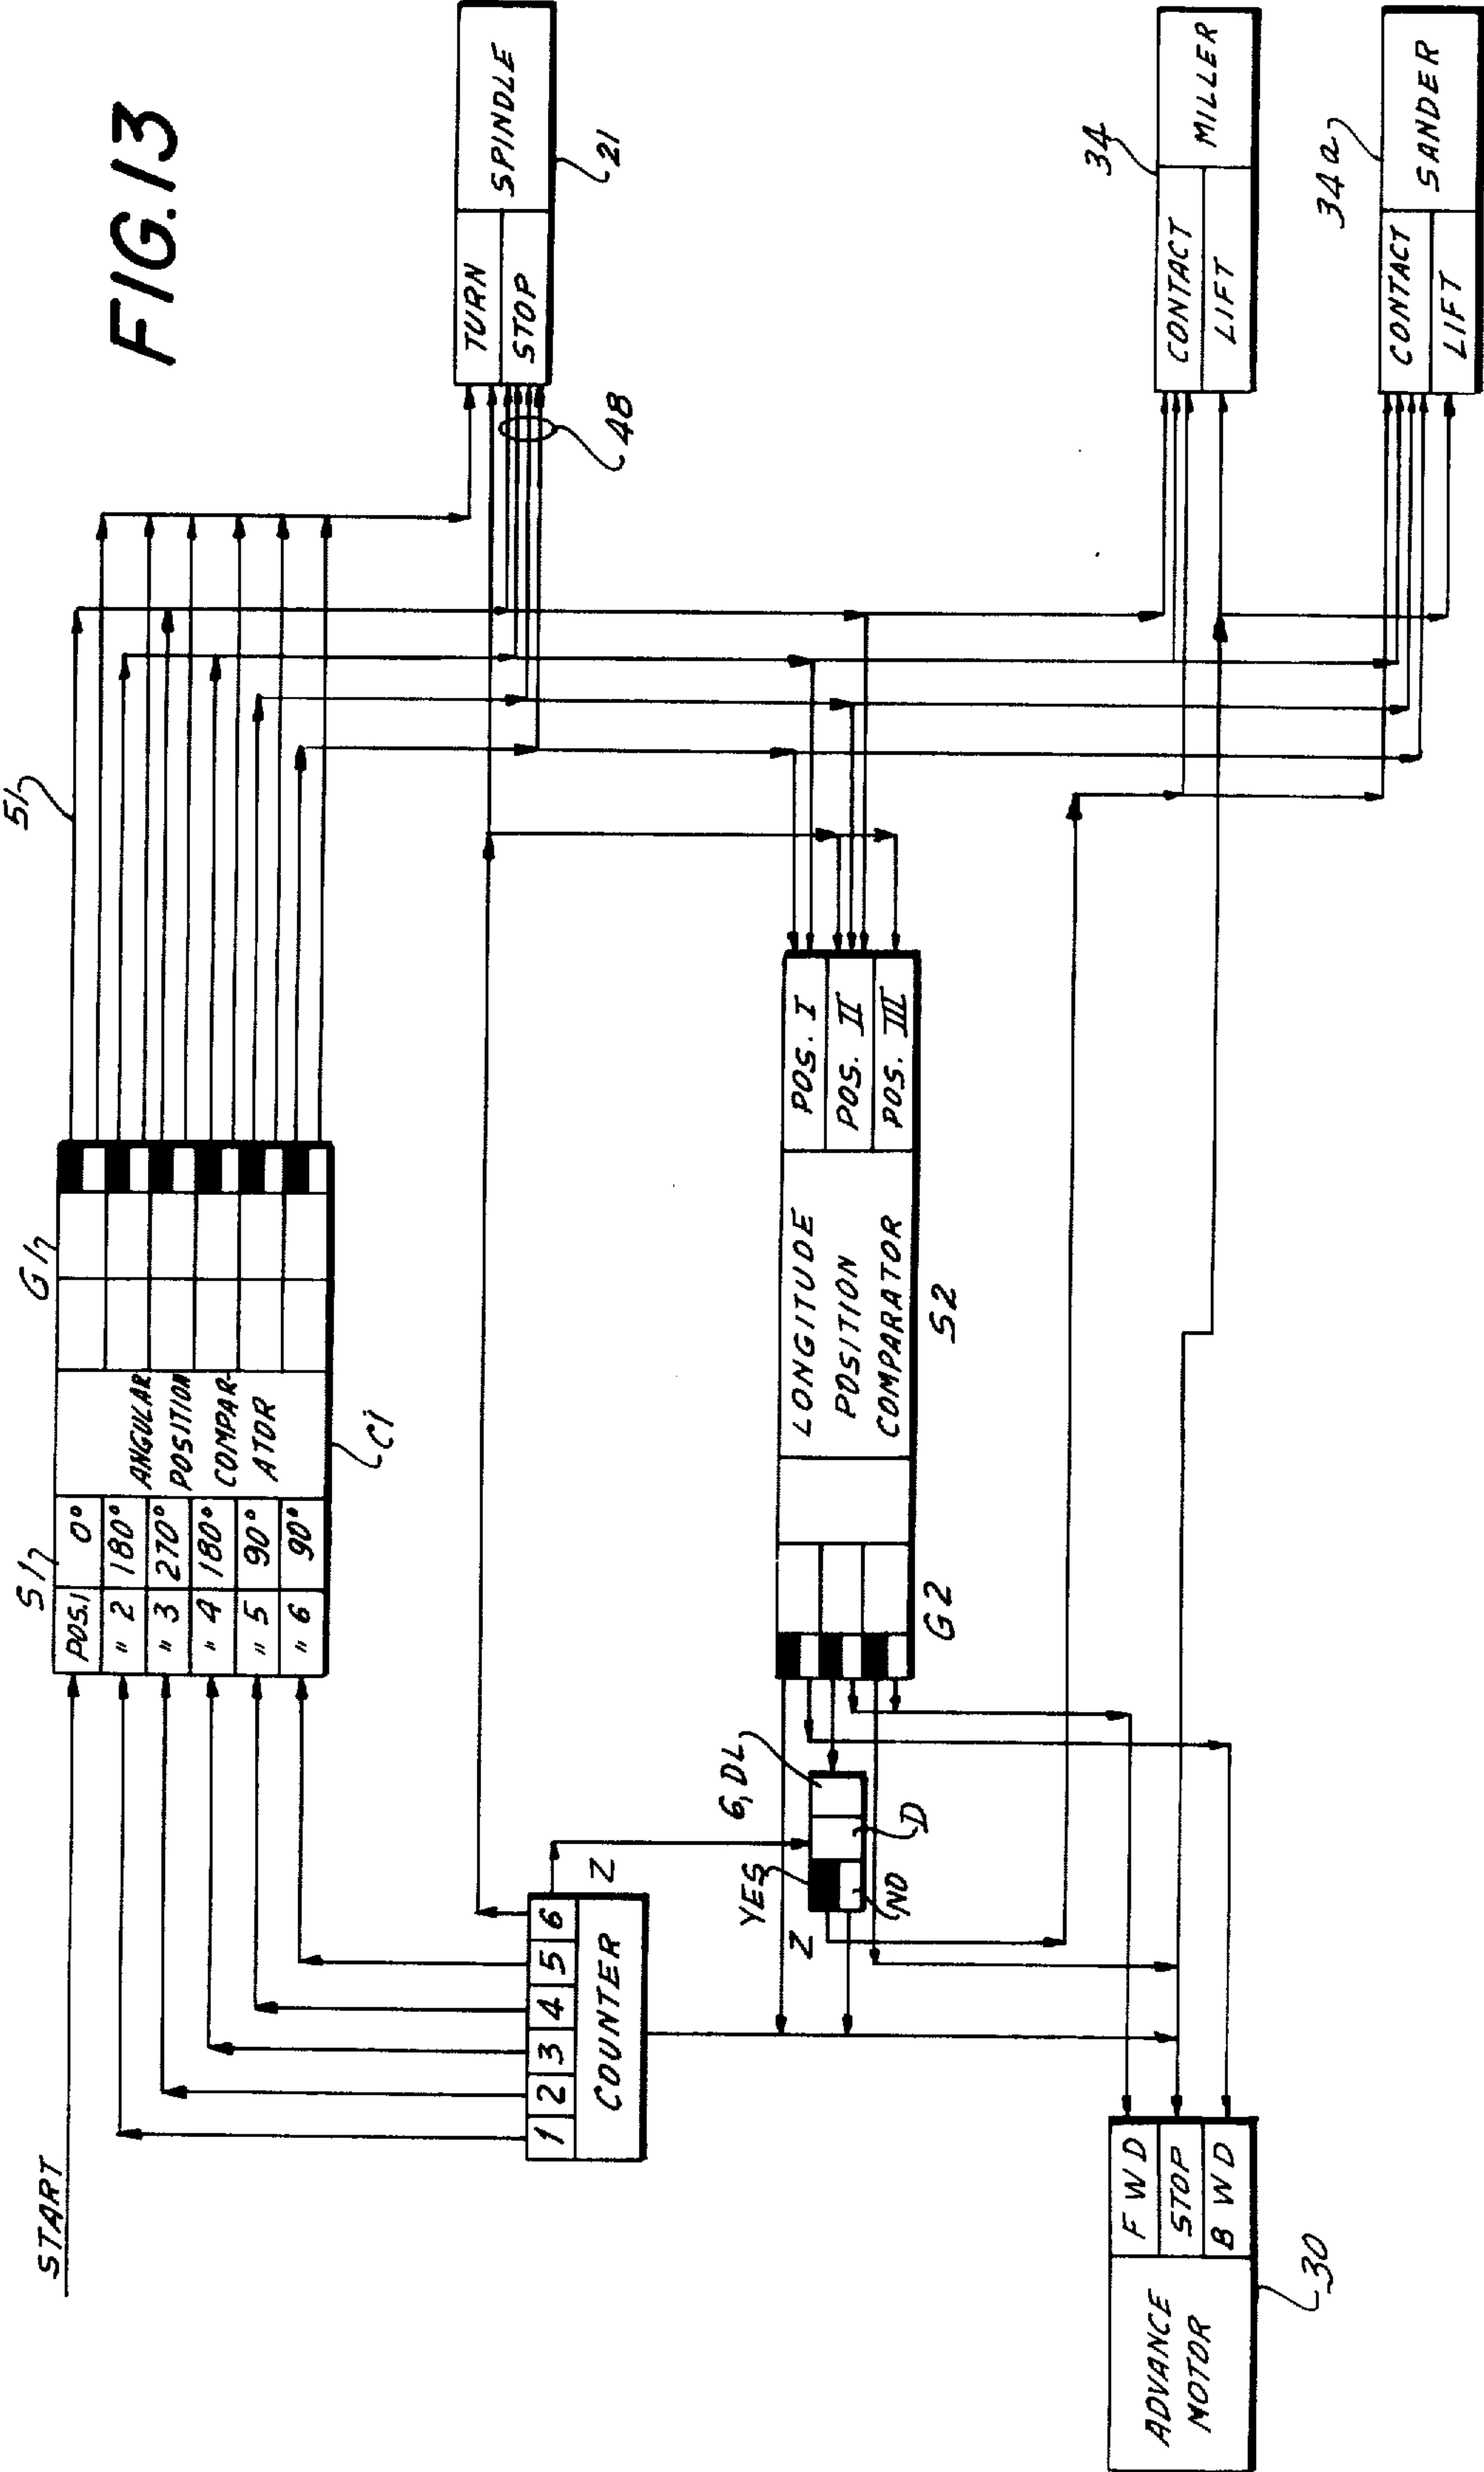 FIG.13
START
S1
G1
51
POS.1 0°
" 2 180°
" 3 270°
" 4 180°
" 5 90°
" 6 90°
ANGULAR
POSITION
COMPAR-
ATOR
C1
TURN
STOP
SPINDLE
21
48
1 2 3 4 5 6
COUNTER
Z
6, DL
YES
Z
NO
D
G2
LONGITUDE
POSITION
COMPARATOR
S2
POS. I
POS. II
POS. III
ADVANCE
MOTOR
FWD
STOP
BWD
30
34
CONTACT
LIFT
MILLER
34a
CONTACT
LIFT
SANDER